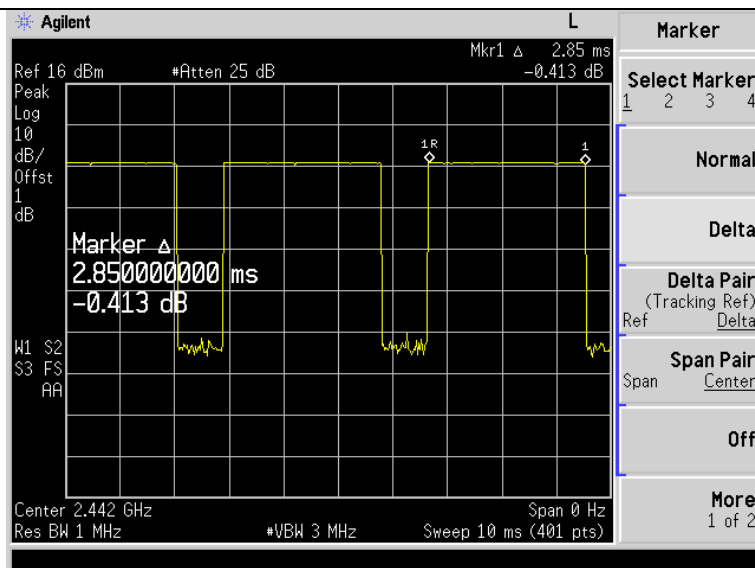 Agilent L
Mkr1 Δ 2.85 ms
Ref 16 dBm #Atten 25 dB -0.413 dB
Peak
Log
10
dB/
Offst
1
dB
1R 1
Marker Δ
2.850000000 ms
-0.413 dB
W1 S2
S3 FS
AA
Center 2.442 GHz Span 0 Hz
Res BW 1 MHz #VBW 3 MHz Sweep 10 ms (401 pts)
Marker
Select Marker
1 2 3 4
Normal
Delta
Delta Pair
(Tracking Ref)
Ref Delta
Span Pair
Span Center
Off
More
1 of 2